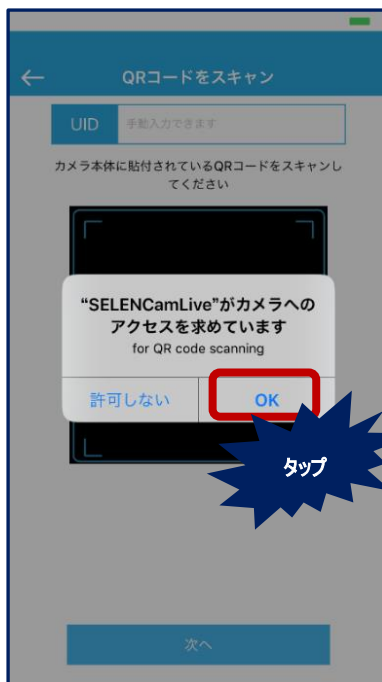 QRコードをスキャン
UID 手動入力できます
カメラ本体に貼付されているQRコードをスキャンし
てください
“SELENCamLive”がカメラへの
アクセスを求めています
for QR code scanning
許可しない OK
タップ
次へ